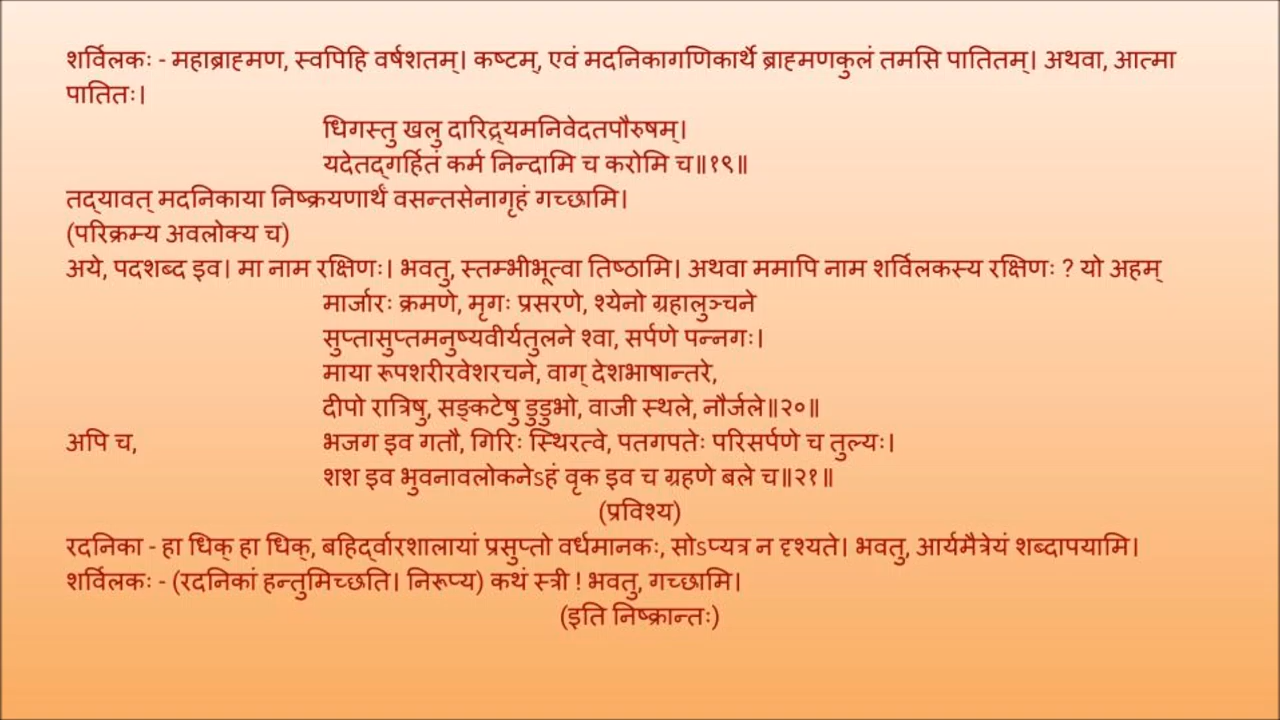 शर्विलकः - महाब्राह्मण, स्वपिहि वर्षशतम्। कष्टम्, एवं मदनिकागणिकार्थे ब्राह्मणकुलं तमसि पातितम्। अथवा, आत्मा
पातितः।
धिगस्तु खलु दारिद्र्यमनिवेदतपौरुषम्।
यदेतद्गर्हितं कर्म निन्दामि च करोमि च॥१९॥
तद्यावत् मदनिकाया निष्क्रयणार्थं वसन्तसेनागृहं गच्छामि।
(परिक्रम्य अवलोक्य च)
अये, पदशब्द इव। मा नाम रक्षिणः। भवतु, स्तम्भीभूत्वा तिष्ठामि। अथवा ममापि नाम शर्विलकस्य रक्षिणः ? यो अहम्
मार्जारः क्रमणे, मृगः प्रसरणे, श्येनो ग्रहालुञ्चने
सुप्तासुप्तमनुष्यवीर्यतुलने श्वा, सर्पणे पन्नगः।
माया रूपशरीरवेशरचने, वाग् देशभाषान्तरे,
दीपो रात्रिषु, सङ्कटेषु डुडुभो, वाजी स्थले, नौर्जले॥२०॥
अपि च, भजग इव गतौ, गिरिः स्थिरत्वे, पतगपतेः परिसर्पणे च तुल्यः।
शश इव भुवनावलोकनेऽहं वृक इव च ग्रहणे बले च॥२१॥
(प्रविश्य)
रदनिका - हा धिक् हा धिक्, बहिर्द्वारशालायां प्रसुप्तो वर्धमानकः, सोऽप्यत्र न दृश्यते। भवतु, आर्यमैत्रेयं शब्दापयामि।
शर्विलकः - (रदनिकां हन्तुमिच्छति। निरूप्य) कथं स्त्री ! भवतु, गच्छामि।
(इति निष्क्रान्तः)